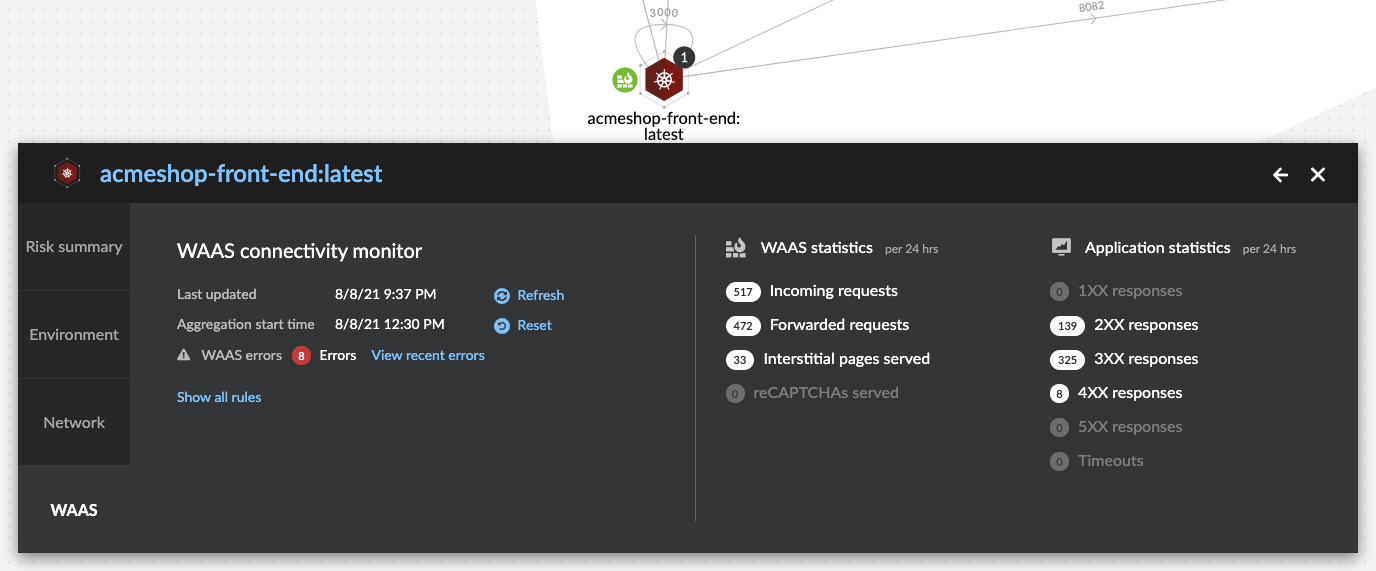 3000
8082
1
acmeshop-front-end:
latest
acmeshop-front-end:latest
Risk summary
Environment
Network
WAAS
WAAS connectivity monitor
Last updated 8/8/21 9:37 PM Refresh
Aggregation start time 8/8/21 12:30 PM Reset
WAAS errors 8 Errors View recent errors
Show all rules
WAAS statistics per 24 hrs
517 Incoming requests
472 Forwarded requests
33 Interstitial pages served
0 reCAPTCHAs served
Application statistics per 24 hrs
0 1XX responses
139 2XX responses
325 3XX responses
8 4XX responses
0 5XX responses
0 Timeouts